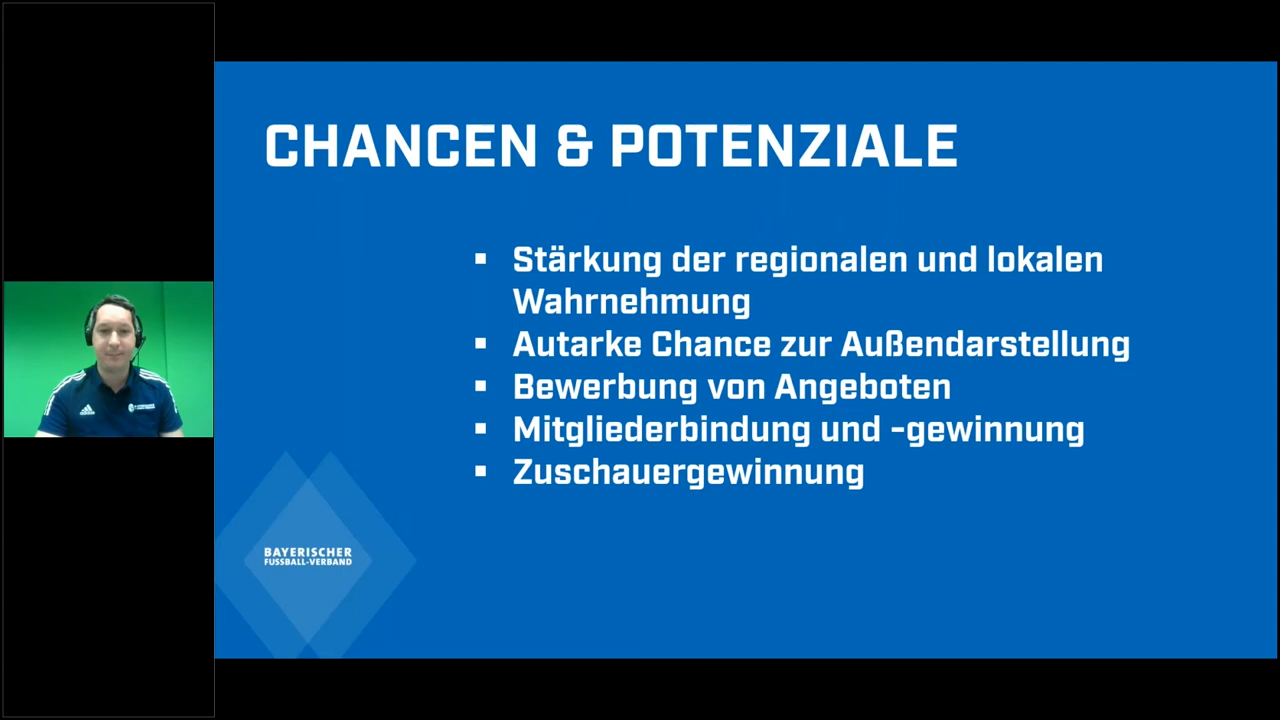 CHANCEN & POTENZIALE
▪ Stärkung der regionalen und lokalen
Wahrnehmung
▪ Autarke Chance zur Außendarstellung
▪ Bewerbung von Angeboten
▪ Mitgliederbindung und -gewinnung
▪ Zuschauergewinnung
BAYERISCHER
FUSSBALL-VERBAND
adidas